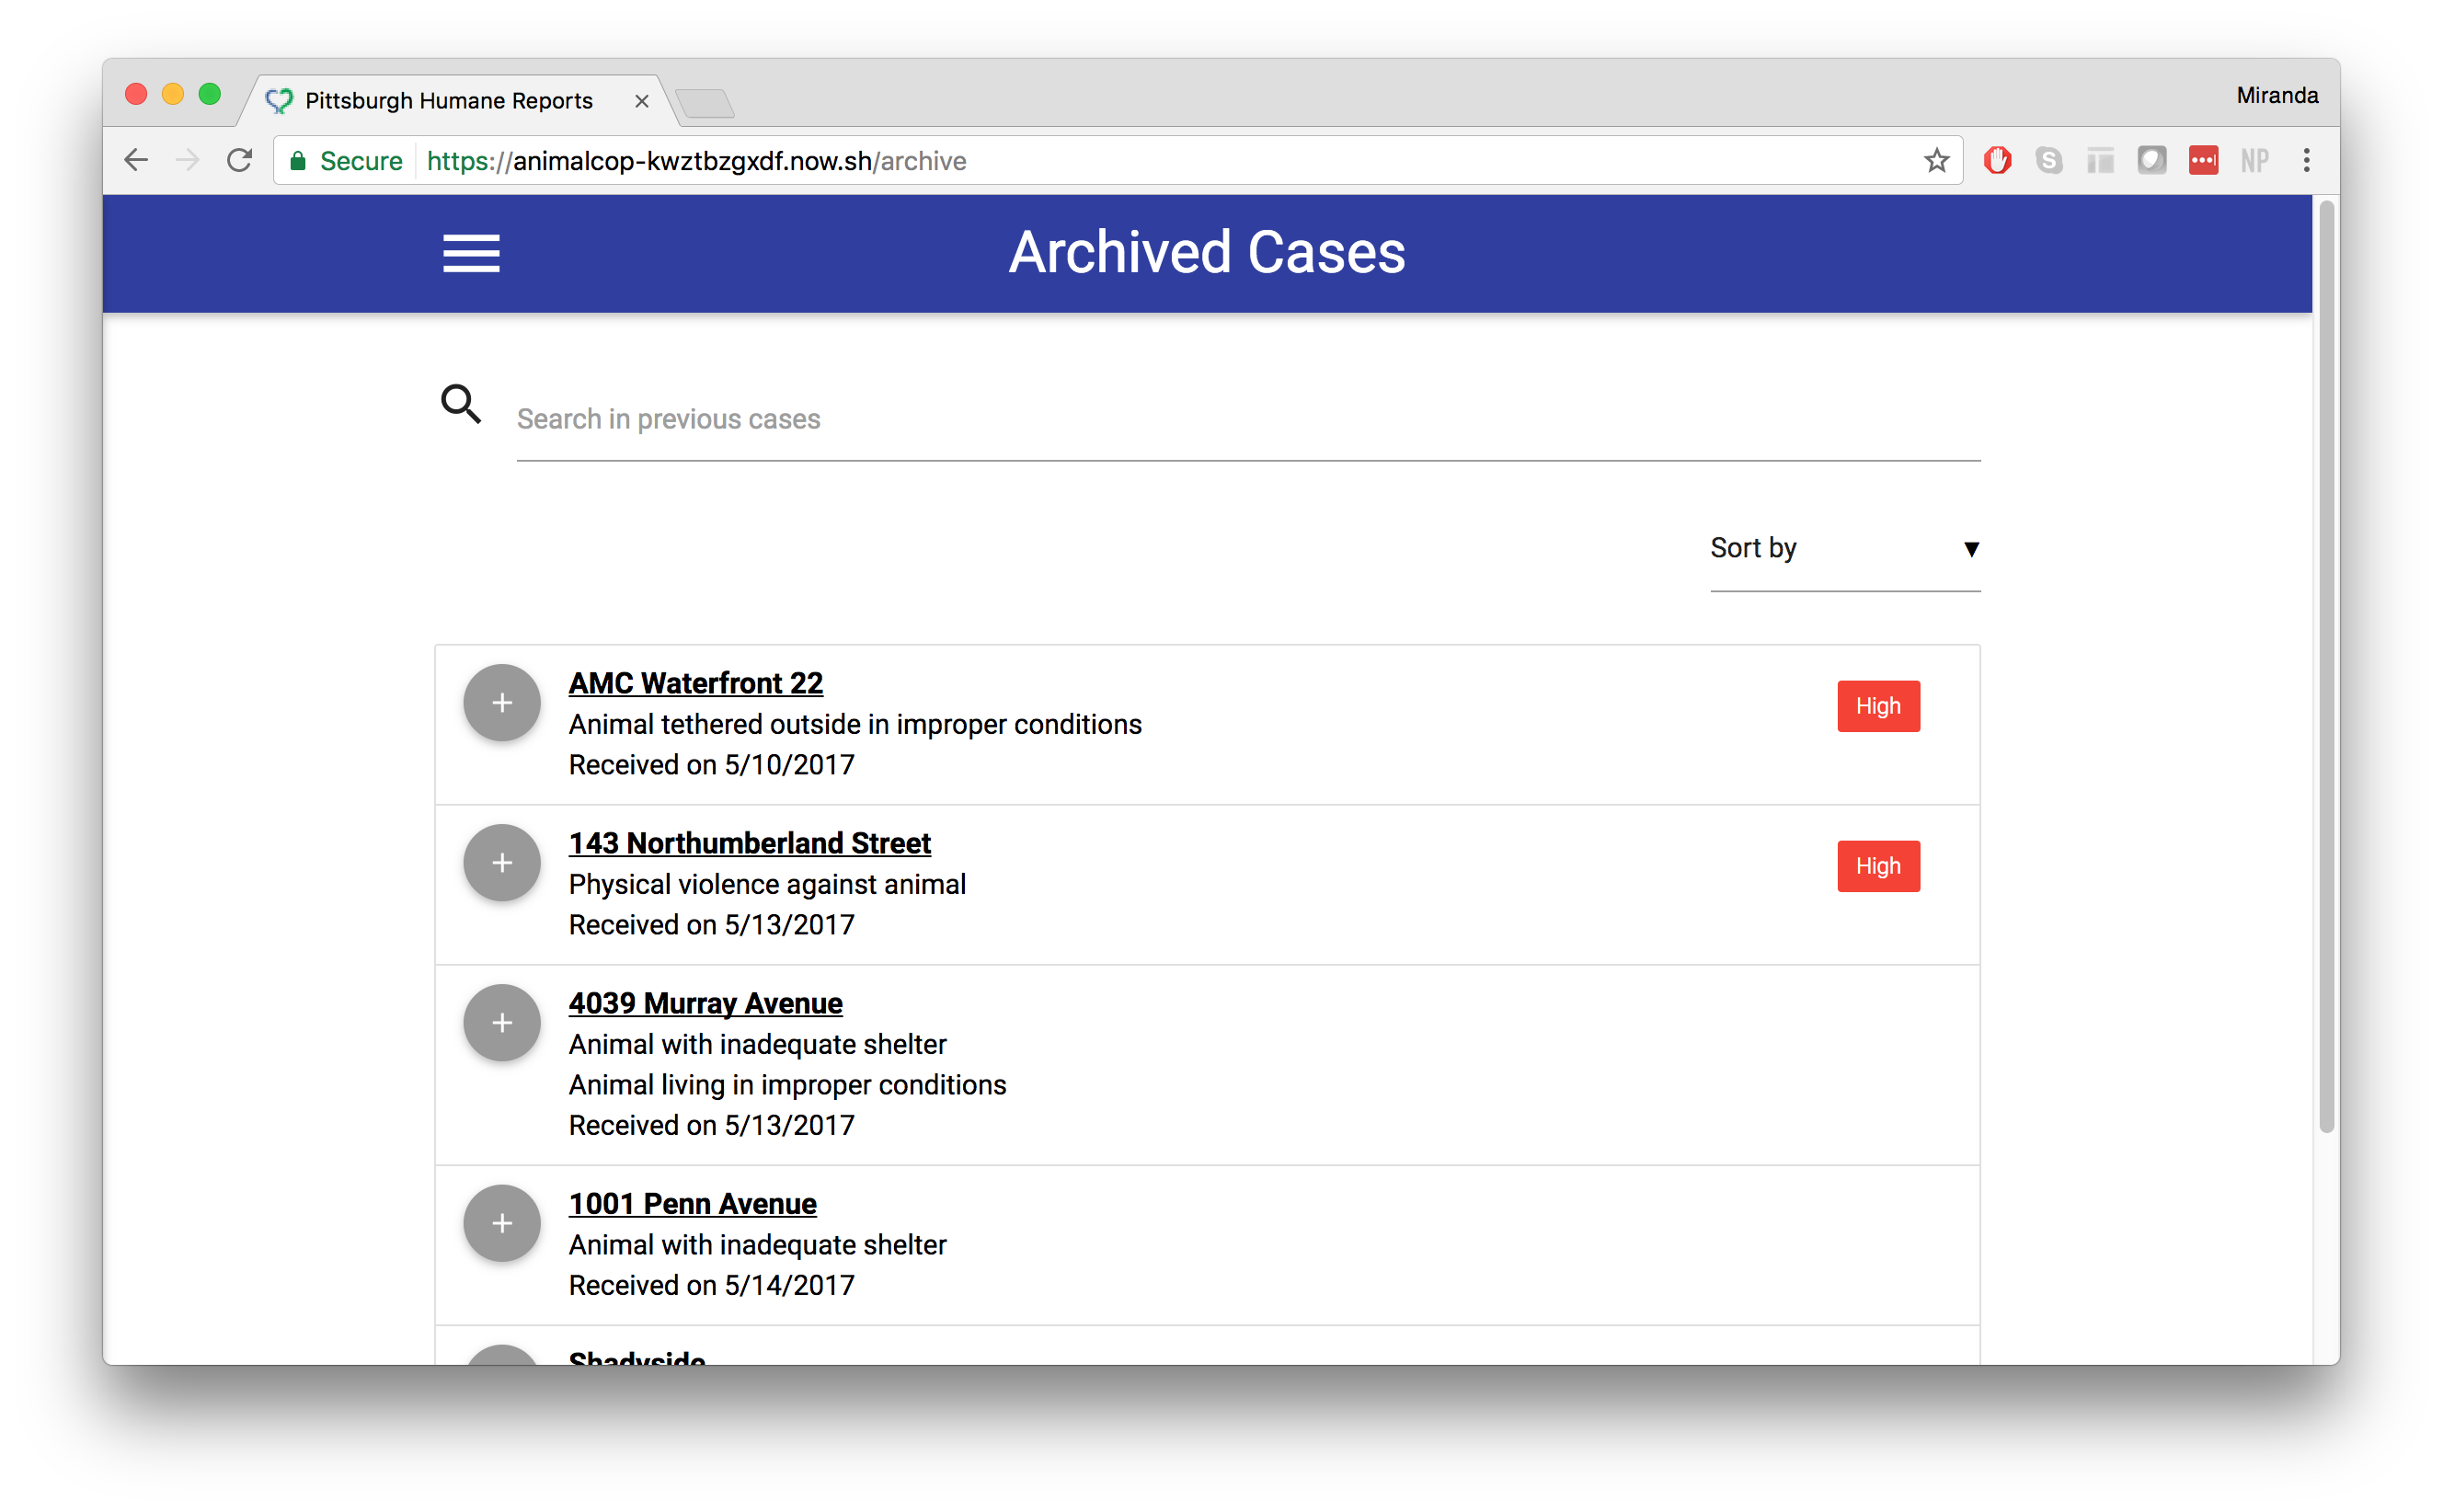 Pittsburgh Humane Reports
Miranda
Secure https://animalcop-kwztbzgxdf.now.sh/archive
S
NP
Archived Cases
Search in previous cases
Sort by
AMC Waterfront 22
High
Animal tethered outside in improper conditions
Received on 5/10/2017
143 Northumberland Street
High
Physical violence against animal
Received on 5/13/2017
4039 Murray Avenue
Animal with inadequate shelter
Animal living in improper conditions
Received on 5/13/2017
1001 Penn Avenue
Animal with inadequate shelter
Received on 5/14/2017
Shadyside